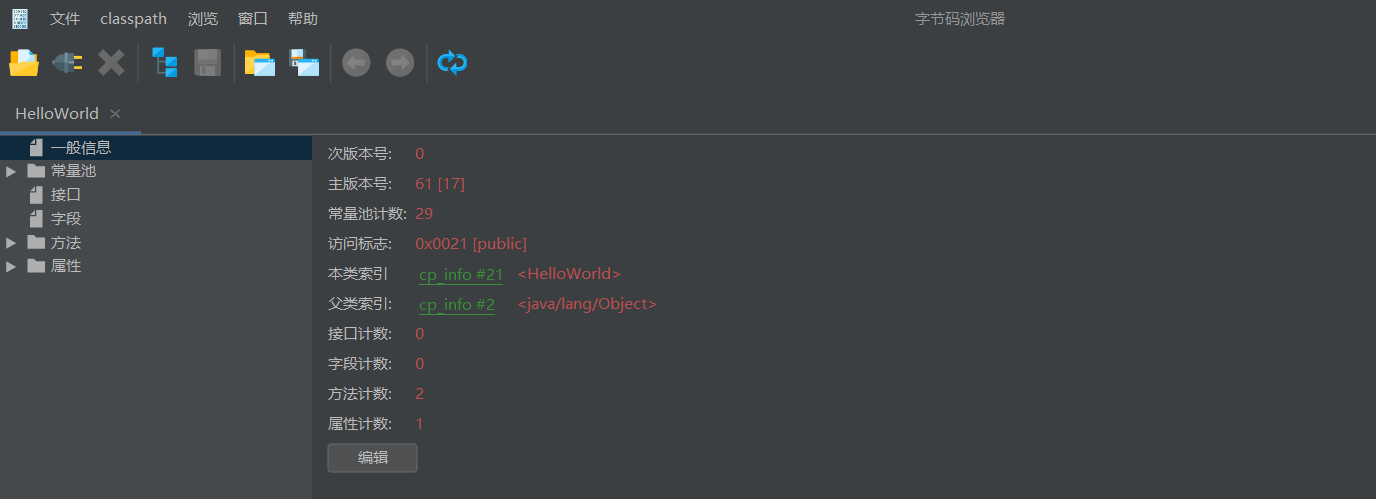 文件 classpath 浏览 窗口 帮助 字节码浏览器
HelloWorld
一般信息
常量池
接口
字段
方法
属性
次版本号: 0
主版本号: 61 [17]
常量池计数: 29
访问标志: 0x0021 [public]
本类索引 cp_info #21 <HelloWorld>
父类索引: cp_info #2 <java/lang/Object>
接口计数: 0
字段计数: 0
方法计数: 2
属性计数: 1
编辑